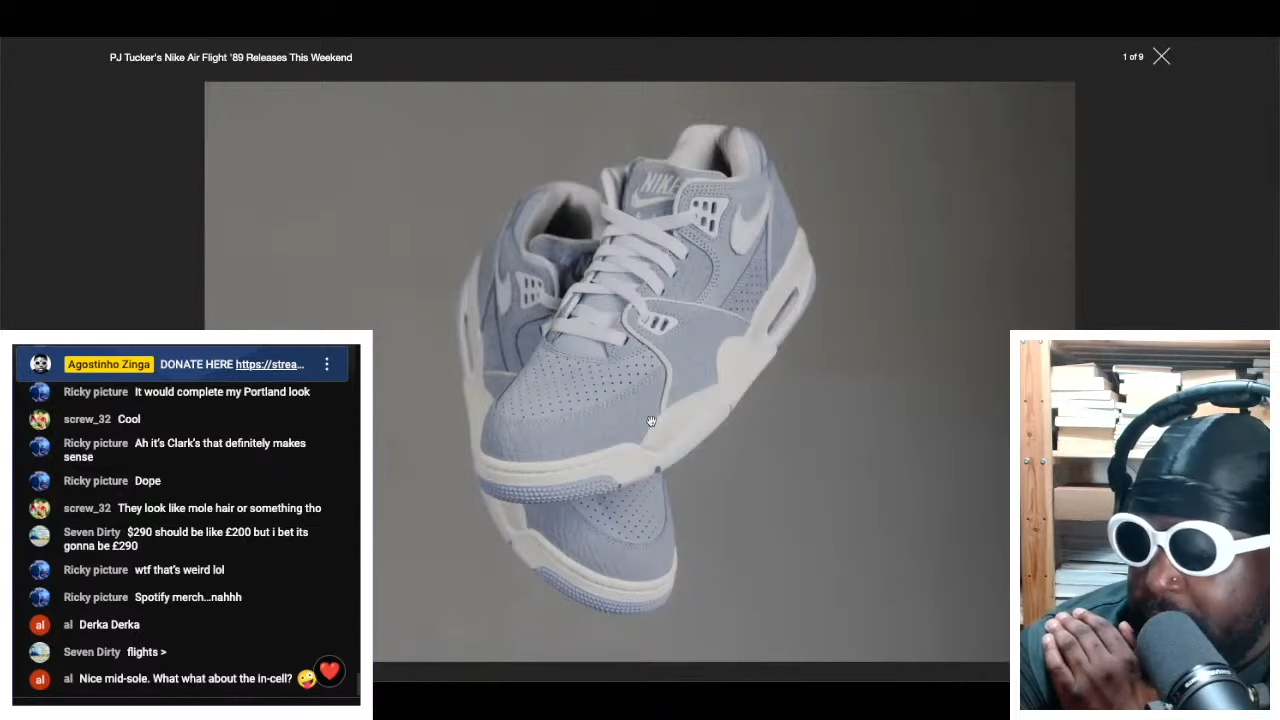 PJ Tucker's Nike Air Flight '89 Releases This Weekend
1 of 9
NIKE
Agostinho Zinga DONATE HERE https://strea...
Ricky picture It would complete my Portland look
screw_32 Cool
Ricky picture Ah it's Clark's that definitely makes
sense
Ricky picture Dope
screw_32 They look like mole hair or something tho
Seven Dirty $290 should be like £200 but i bet its
gonna be £290
Ricky picture wtf that's weird lol
Ricky picture Spotify merch...nahhh
al al Derka Derka
Seven Dirty flights >
al al Nice mid-sole. What what about the in-cell? 🤪